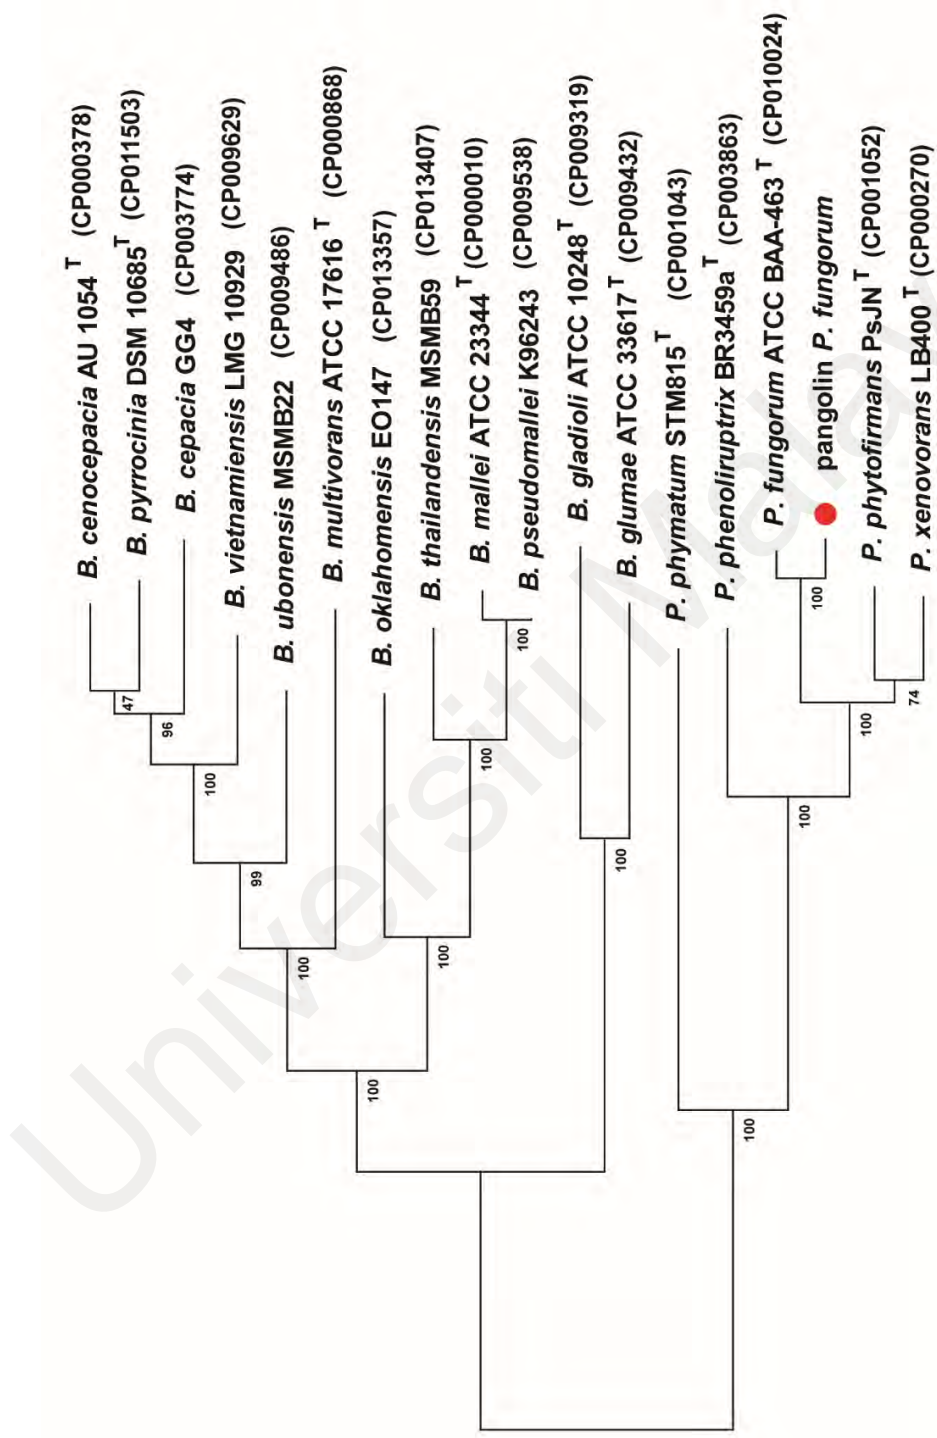 B. cenocepacia AU 1054 T (CP000378)
B. pyrrocinia DSM 10685 T (CP011503)
B. cepacia GG4 (CP003774)
B. vietnamiensis LMG 10929 (CP009629)
B. ubonensis MSMB22 (CP009486)
B. multivorans ATCC 17616 T (CP000868)
B. oklahomensis EO147 (CP013357)
B. thailandensis MSMB59 (CP013407)
B. mallei ATCC 23344 T (CP000010)
B. pseudomallei K96243 (CP009538)
B. gladioli ATCC 10248 T (CP009319)
B. glumae ATCC 33617 T (CP009432)
P. phymatum STM815 T (CP001043)
P. phenoliruptrix BR3459a T (CP003863)
P. fungorum ATCC BAA-463 T (CP010024)
pangolin P. fungorum
P. phytofirmans PsJN T (CP001052)
P. xenovorans LB400 T (CP000270)
47
96
100
99
100
100
100
100
100
100
100
100
100
100
74
100
Universiti Malay